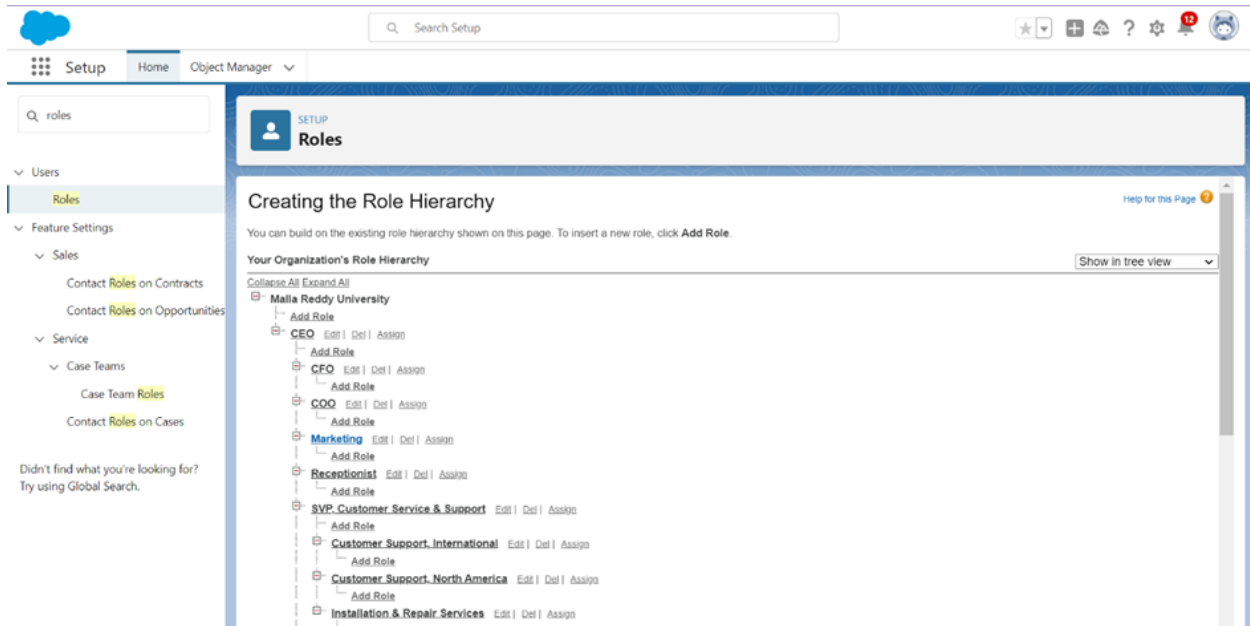 Search Setup
12
Setup
Home
Object Manager
roles
Users
Roles
Feature Settings
Sales
Contact Roles on Contracts
Contact Roles on Opportunities
Service
Case Teams
Case Team Roles
Contact Roles on Cases
Didn't find what you're looking for?
Try using Global Search.
SETUP
Roles
Creating the Role Hierarchy
Help for this Page
You can build on the existing role hierarchy shown on this page. To insert a new role, click Add Role.
Your Organization's Role Hierarchy
Show in tree view
Collapse All Expand All
Malla Reddy University
Add Role
CEO Edit | Del | Assign
Add Role
CFO Edit | Del | Assign
Add Role
COO Edit | Del | Assign
Add Role
Marketing Edit | Del | Assign
Add Role
Receptionist Edit | Del | Assign
Add Role
SVP, Customer Service & Support Edit | Del | Assign
Add Role
Customer Support, International Edit | Del | Assign
Add Role
Customer Support, North America Edit | Del | Assign
Add Role
Installation & Repair Services Edit | Del | Assign